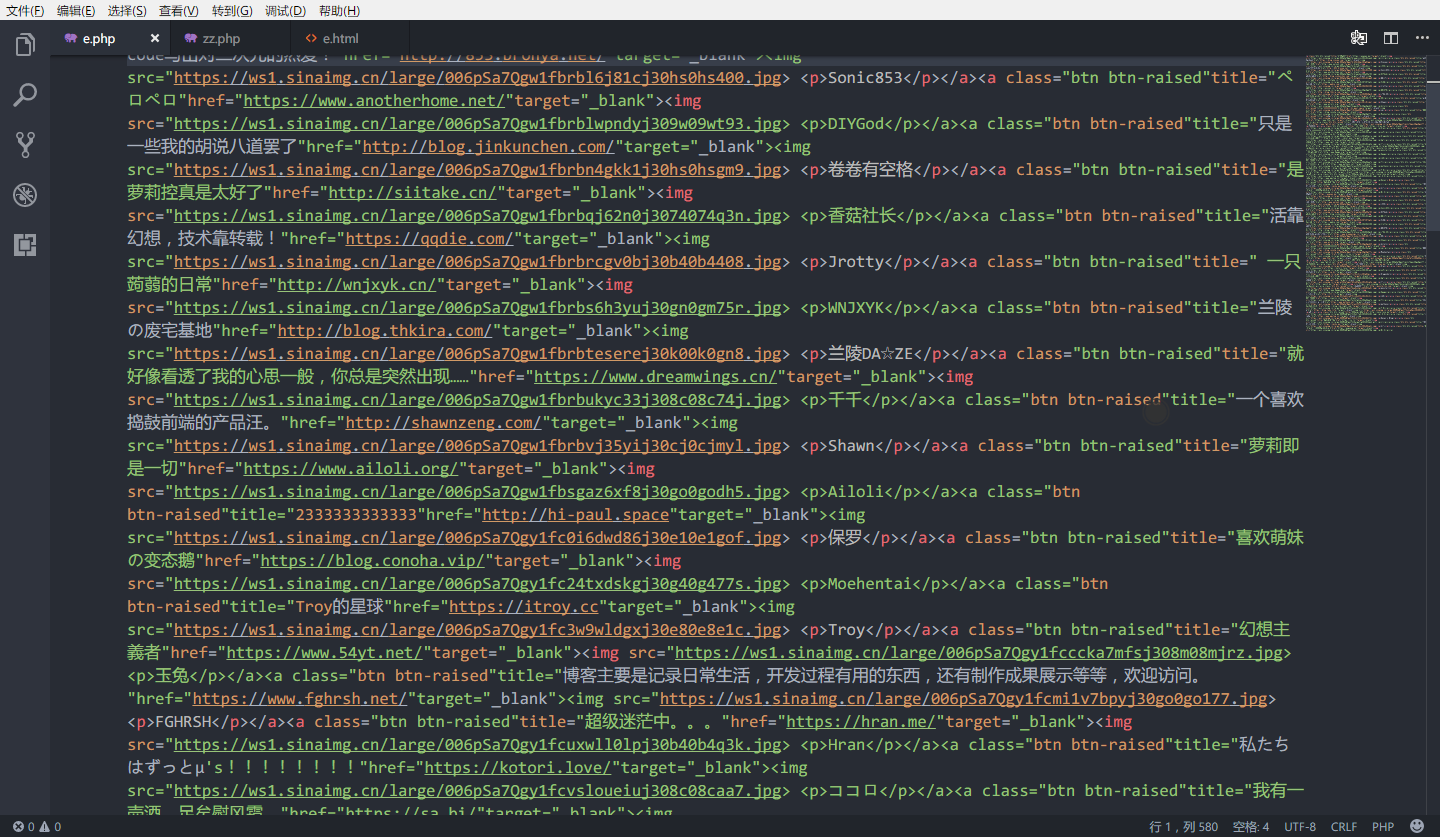 文件(F) 编辑(E) 选择(S) 查看(V) 转到(G) 调试(D) 帮助(H)
e.php × zz.php e.html
src="https://ws1.sinaimg.cn/large/006pSa7Qgw1fbrbl6j81cj30hs0hs400.jpg> <p>Sonic853</p></a><a class="btn btn-raised"title="ペ
ロペロ"href="https://www.anotherhome.net/"target="_blank"><img
src="https://ws1.sinaimg.cn/large/006pSa7Qgw1fbrblwpndyj309w09wt93.jpg> <p>DIYGod</p></a><a class="btn btn-raised"title="只是
一些我的胡说八道罢了"href="http://blog.jinkunchen.com/"target="_blank"><img
src="https://ws1.sinaimg.cn/large/006pSa7Qgw1fbrbn4gkk1j30hs0hsgm9.jpg> <p>卷卷有空格</p></a><a class="btn btn-raised"title="是
萝莉控真是太好了"href="http://siitake.cn/"target="_blank"><img
src="https://ws1.sinaimg.cn/large/006pSa7Qgw1fbrbqj62n0j3074074q3n.jpg> <p>香菇社长</p></a><a class="btn btn-raised"title="活靠
幻想，技术靠转载！"href="https://qqdie.com/"target="_blank"><img
src="https://ws1.sinaimg.cn/large/006pSa7Qgw1fbrbrcgv0bj30b40b4408.jpg> <p>Jrotty</p></a><a class="btn btn-raised"title=" 一只
蒟蒻的日常"href="http://wnjxyk.cn/"target="_blank"><img
src="https://ws1.sinaimg.cn/large/006pSa7Qgw1fbrbs6h3yuj30gn0gm75r.jpg> <p>WNJXYK</p></a><a class="btn btn-raised"title="兰陵
の废宅基地"href="http://blog.thkira.com/"target="_blank"><img
src="https://ws1.sinaimg.cn/large/006pSa7Qgw1fbrbteserej30k00k0gn8.jpg> <p>兰陵DA☆ZE</p></a><a class="btn btn-raised"title="就
好像看透了我的心思一般，你总是突然出现……"href="https://www.dreamwings.cn/"target="_blank"><img
src="https://ws1.sinaimg.cn/large/006pSa7Qgw1fbrbukyc33j308c08c74j.jpg> <p>千千</p></a><a class="btn btn-raised"title="一个喜欢
捣鼓前端的产品汪。"href="http://shawnzeng.com/"target="_blank"><img
src="https://ws1.sinaimg.cn/large/006pSa7Qgw1fbrbvj35yij30cj0cjmyl.jpg> <p>Shawn</p></a><a class="btn btn-raised"title="萝莉即
是一切"href="https://www.ailoli.org/"target="_blank"><img
src="https://ws1.sinaimg.cn/large/006pSa7Qgw1fbsgaz6xf8j30go0godh5.jpg> <p>Ailoli</p></a><a class="btn
btn-raised"title="2333333333333"href="http://hi-paul.space"target="_blank"><img
src="https://ws1.sinaimg.cn/large/006pSa7Qgy1fc0i6dwd86j30e10e1gof.jpg> <p>保罗</p></a><a class="btn btn-raised"title="喜欢萌妹
の变态鹅"href="https://blog.conoha.vip/"target="_blank"><img
src="https://ws1.sinaimg.cn/large/006pSa7Qgy1fc24txdskgj30g40g477s.jpg> <p>Moehentai</p></a><a class="btn
btn-raised"title="Troy的星球"href="https://itroy.cc"target="_blank"><img
src="https://ws1.sinaimg.cn/large/006pSa7Qgy1fc3w9wldgxj30e80e8e1c.jpg> <p>Troy</p></a><a class="btn btn-raised"title="幻想主
義者"href="https://www.54yt.net/"target="_blank"><img src="https://ws1.sinaimg.cn/large/006pSa7Qgy1fcccka7mfsj308m08mjrz.jpg>
<p>玉兔</p></a><a class="btn btn-raised"title="博客主要是记录日常生活，开发过程有用的东西，还有制作成果展示等等，欢迎访问。
"href="https://www.fghrsh.net/"target="_blank"><img src="https://ws1.sinaimg.cn/large/006pSa7Qgy1fcmi1v7bpyj30go0go177.jpg>
<p>FGHRSH</p></a><a class="btn btn-raised"title="超级迷茫中。。。"href="https://hran.me/"target="_blank"><img
src="https://ws1.sinaimg.cn/large/006pSa7Qgy1fcuxwll0lpj30b40b4q3k.jpg> <p>Hran</p></a><a class="btn btn-raised"title="私たち
はずっとμ's！！！！！！！！"href="https://kotori.love/"target="_blank"><img
src="https://ws1.sinaimg.cn/large/006pSa7Qgy1fcvsloueiuj308c08caa7.jpg> <p>ココロ</p></a><a class="btn btn-raised"title="我有一
0 0 行 1，列 580 空格: 4 UTF-8 CRLF PHP